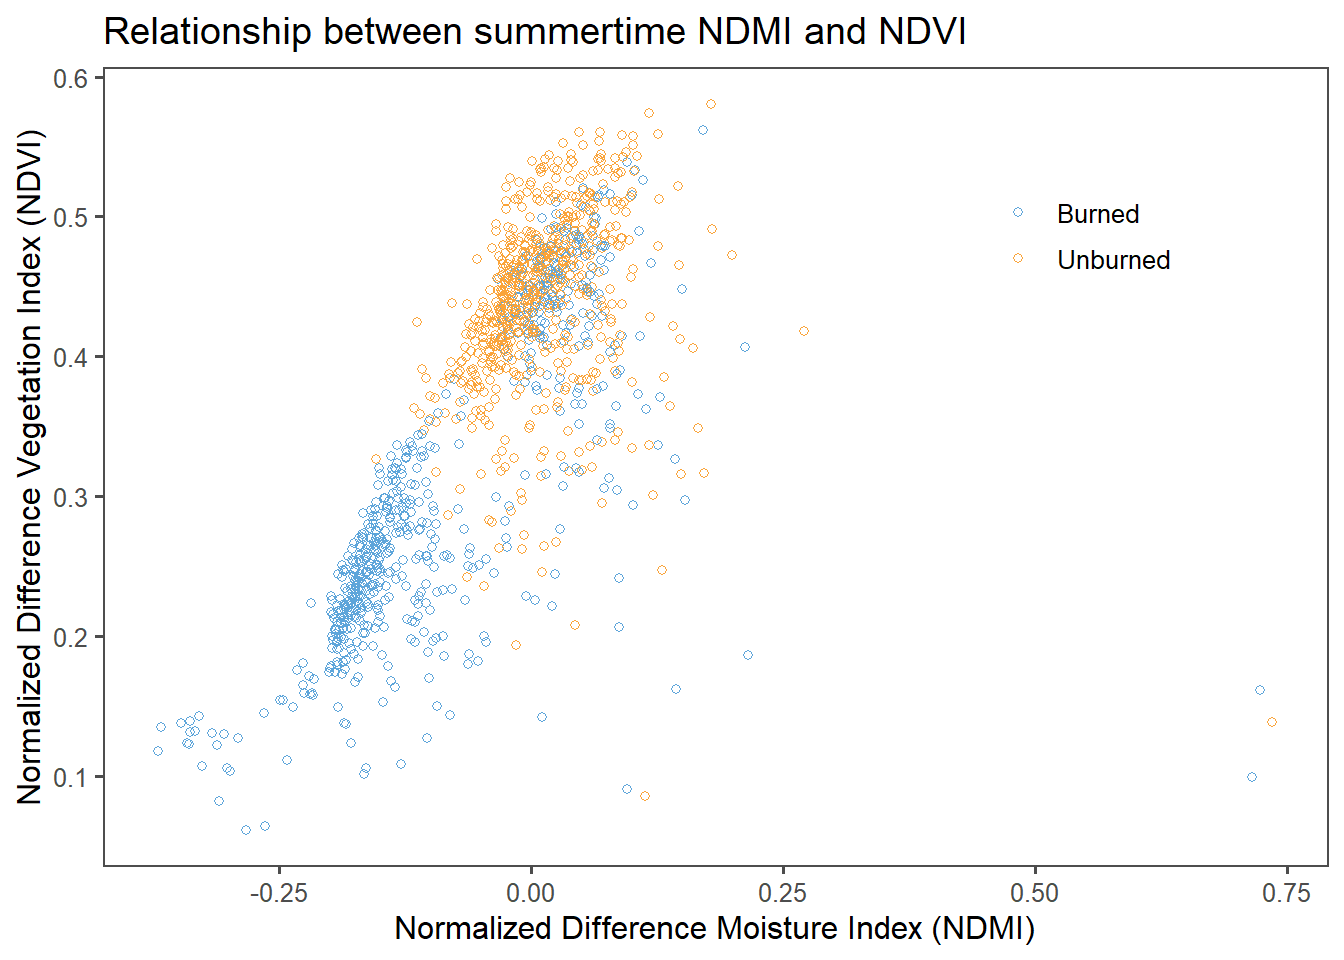 Relationship between summertime NDMI and NDVI
Normalized Difference Vegetation Index (NDVI)
0.6
0.5
0.4
0.3
0.2
0.1
Burned
Unburned
-0.25
0.00
0.25
0.50
0.75
Normalized Difference Moisture Index (NDMI)